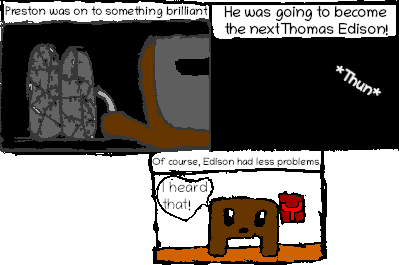 Preston was on to something brilliant
He was going to become
the next Thomas Edison!
*Thun*
Of course, Edison had less problems.
I heard
that!